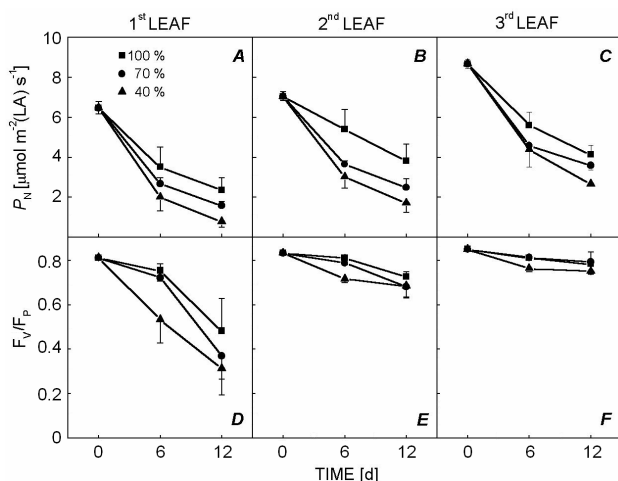 1st LEAF 2nd LEAF 3rd LEAF
10
8
6
4
2
PN [μmol m-2(LA) s-1]
100 %
70 %
40 %
A
B
C
0.8
0.6
0.4
0.2
0
FV/FP
D
E
F
0 6 12 0 6 12 0 6 12
TIME [d]